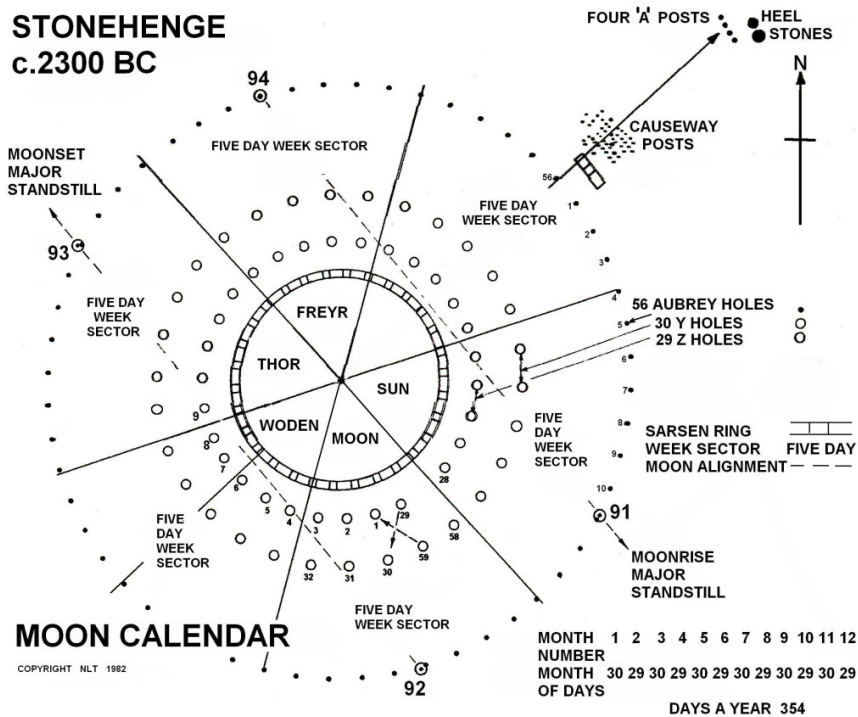 STONEHENGE
c.2300 BC
FOUR 'A' POSTS
HEEL
STONES
N
94
CAUSEWAY
POSTS
FIVE DAY WEEK SECTOR
MOONSET
MAJOR
STANDSTILL
56
FIVE DAY
WEEK SECTOR
1
2
93
3
FIVE DAY
WEEK
SECTOR
FREYR
4
56 AUBREY HOLES
5
30 Y HOLES
29 Z HOLES
6
THOR
SUN
7
9
WODEN
MOON
FIVE
DAY
WEEK
SECTOR
8
SARSEN RING
WEEK SECTOR FIVE DAY
MOON ALIGNMENT
8
7
9
6
28
10
5
4
3
2
1
29
91
58
59
FIVE
DAY
WEEK
SECTOR
32
31
30
MOONRISE
MAJOR
STANDSTILL
FIVE DAY
WEEK SECTOR
MOON CALENDAR
COPYRIGHT NLT 1982
92
MONTH 1 2 3 4 5 6 7 8 9 10 11 12
NUMBER
MONTH 30 29 30 29 30 29 30 29 30 29 30 29
OF DAYS
DAYS A YEAR 354